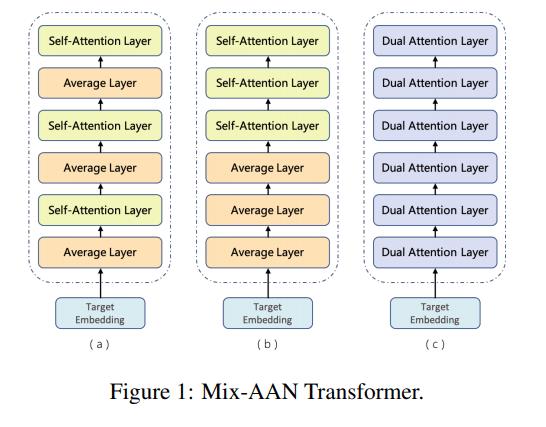 Self-Attention Layer
Average Layer
Self-Attention Layer
Average Layer
Self-Attention Layer
Average Layer
Target
Embedding
( a )
Self-Attention Layer
Self-Attention Layer
Self-Attention Layer
Average Layer
Average Layer
Average Layer
Target
Embedding
( b )
Dual Attention Layer
Dual Attention Layer
Dual Attention Layer
Dual Attention Layer
Dual Attention Layer
Dual Attention Layer
Target
Embedding
( c )
Figure 1: Mix-AAN Transformer.